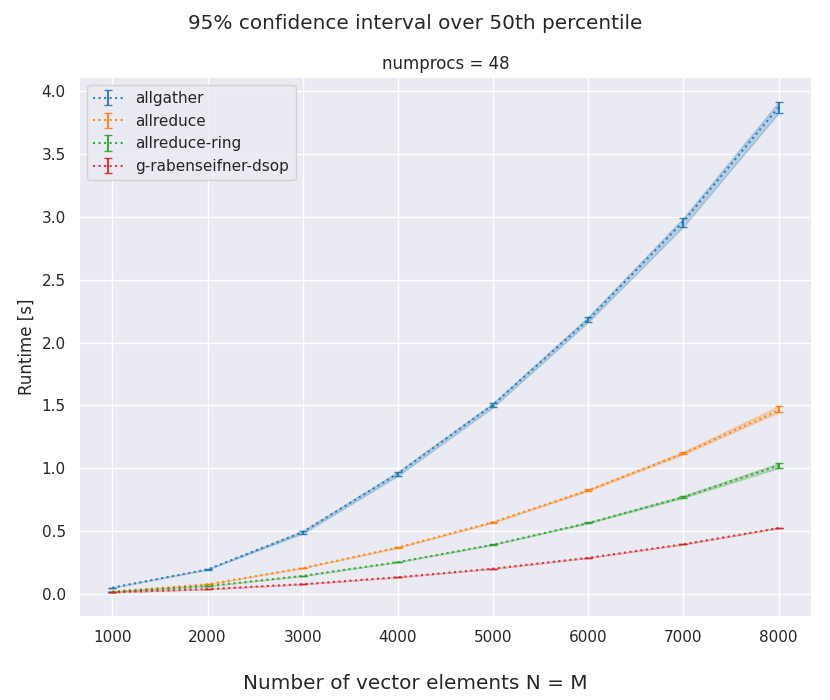 95% confidence interval over 50th percentile
numprocs = 48
allgather
allreduce
allreduce-ring
g-rabenseifner-dsop
4.0
3.5
3.0
2.5
2.0
1.5
1.0
0.5
0.0
Runtime [s]
1000 2000 3000 4000 5000 6000 7000 8000
Number of vector elements N = M